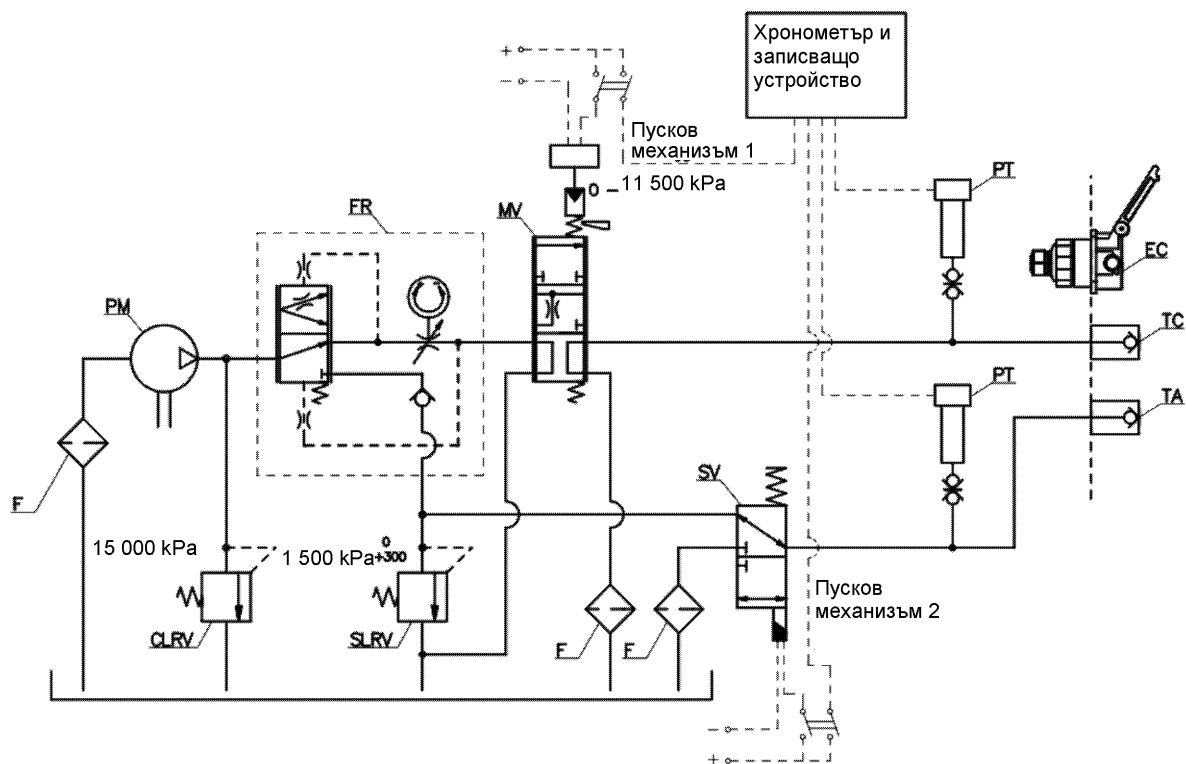 Хронометър и
записващо
устройство
+
-
Пусков
механизъм 1
0 - 11 500 kPa
PT
FR
MV
EC
PM
TC
PT
TA
F
SV
15 000 kPa
1 500 kPa 0
+300
Пусков
механизъм 2
CLRV
SLRV
F
F
-
+